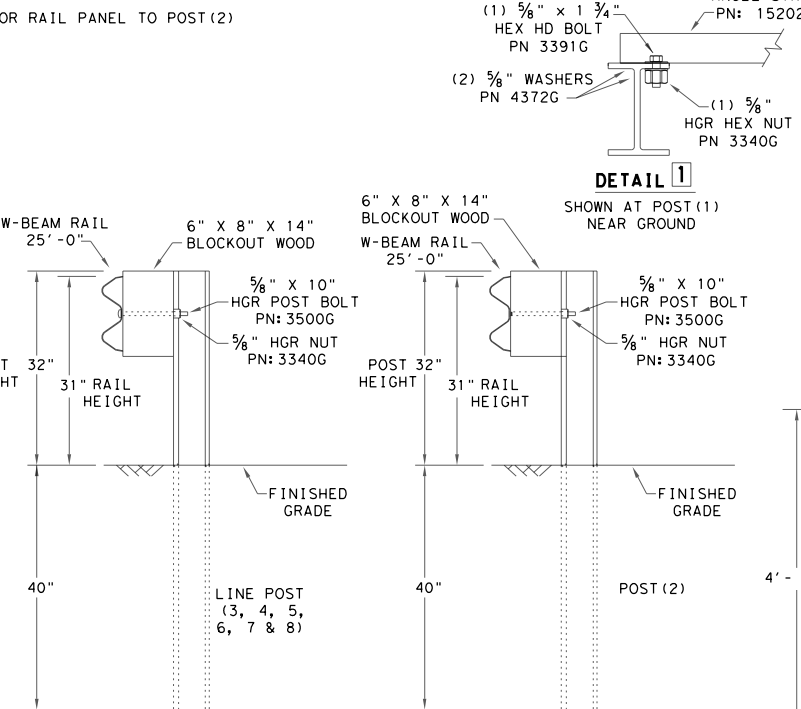 OR RAIL PANEL TO POST(2)
(1) 5/8" x 1 3/4"
HEX HD BOLT
PN 3391G
PN: 15202
(2) 5/8" WASHERS
PN 4372G
(1) 5/8"
HGR HEX NUT
PN 3340G
DETAIL 1
SHOWN AT POST(1)
NEAR GROUND
W-BEAM RAIL
25'-0"
6" X 8" X 14"
BLOCKOUT WOOD
5/8" X 10"
HGR POST BOLT
PN:3500G
5/8" HGR NUT
PN:3340G
32"
31" RAIL
HEIGHT
FINISHED
GRADE
40"
LINE POST
(3, 4, 5,
6, 7 & 8)
6" X 8" X 14"
BLOCKOUT WOOD
W-BEAM RAIL
25'-0"
5/8" X 10"
HGR POST BOLT
PN:3500G
5/8" HGR NUT
PN:3340G
POST 32"
HEIGHT
31" RAIL
HEIGHT
FINISHED
GRADE
40"
POST(2)
4'-